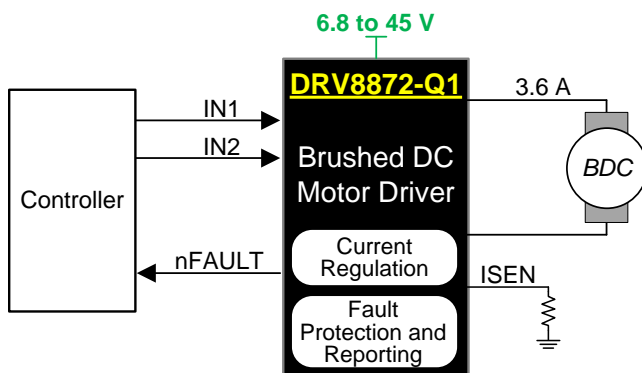 6.8 to 45 V
DRV8872-Q1
3.6 A
IN1
IN2
Brushed DC
Motor Driver
BDC
Controller
nFAULT
Current
Regulation
ISEN
Fault
Protection and
Reporting